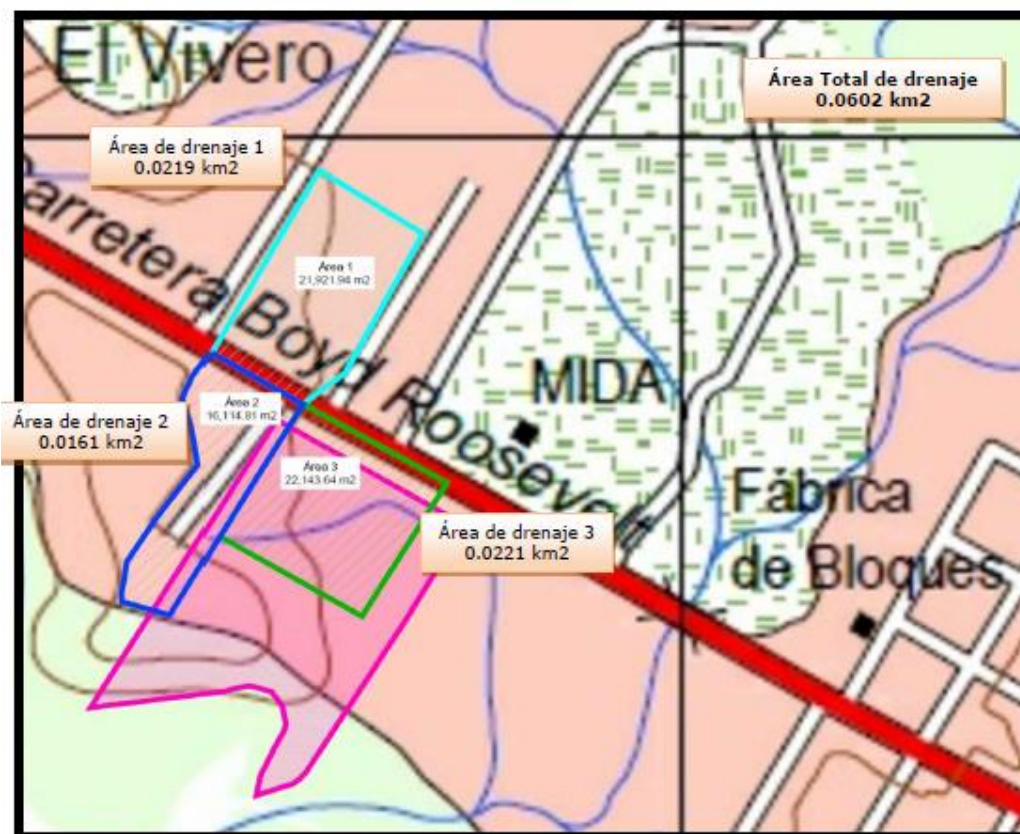 El Vivero
Área Total de drenaje
0.0602 km2
Área de drenaje 1
0.0219 km2
Carretera Boyd Roosevelt
Área 1
21,921.94 m2
MIDA
Área 2
16,114.81 m2
Área de drenaje 2
0.0161 km2
Área 3
22,143.64 m2
Área de drenaje 3
0.0221 km2
Fábrica
de Bloques